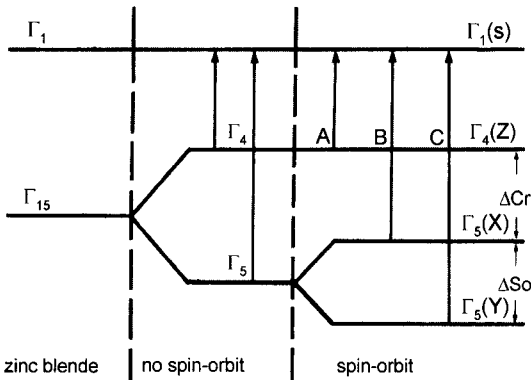 Γ₁ Γ₁(s)
Γ₄ A B C Γ₄(Z)
ΔCr
Γ₁₅ Γ₅(X)
Γ₅ ΔSo
Γ₅(Y)
zinc blende no spin-orbit spin-orbit